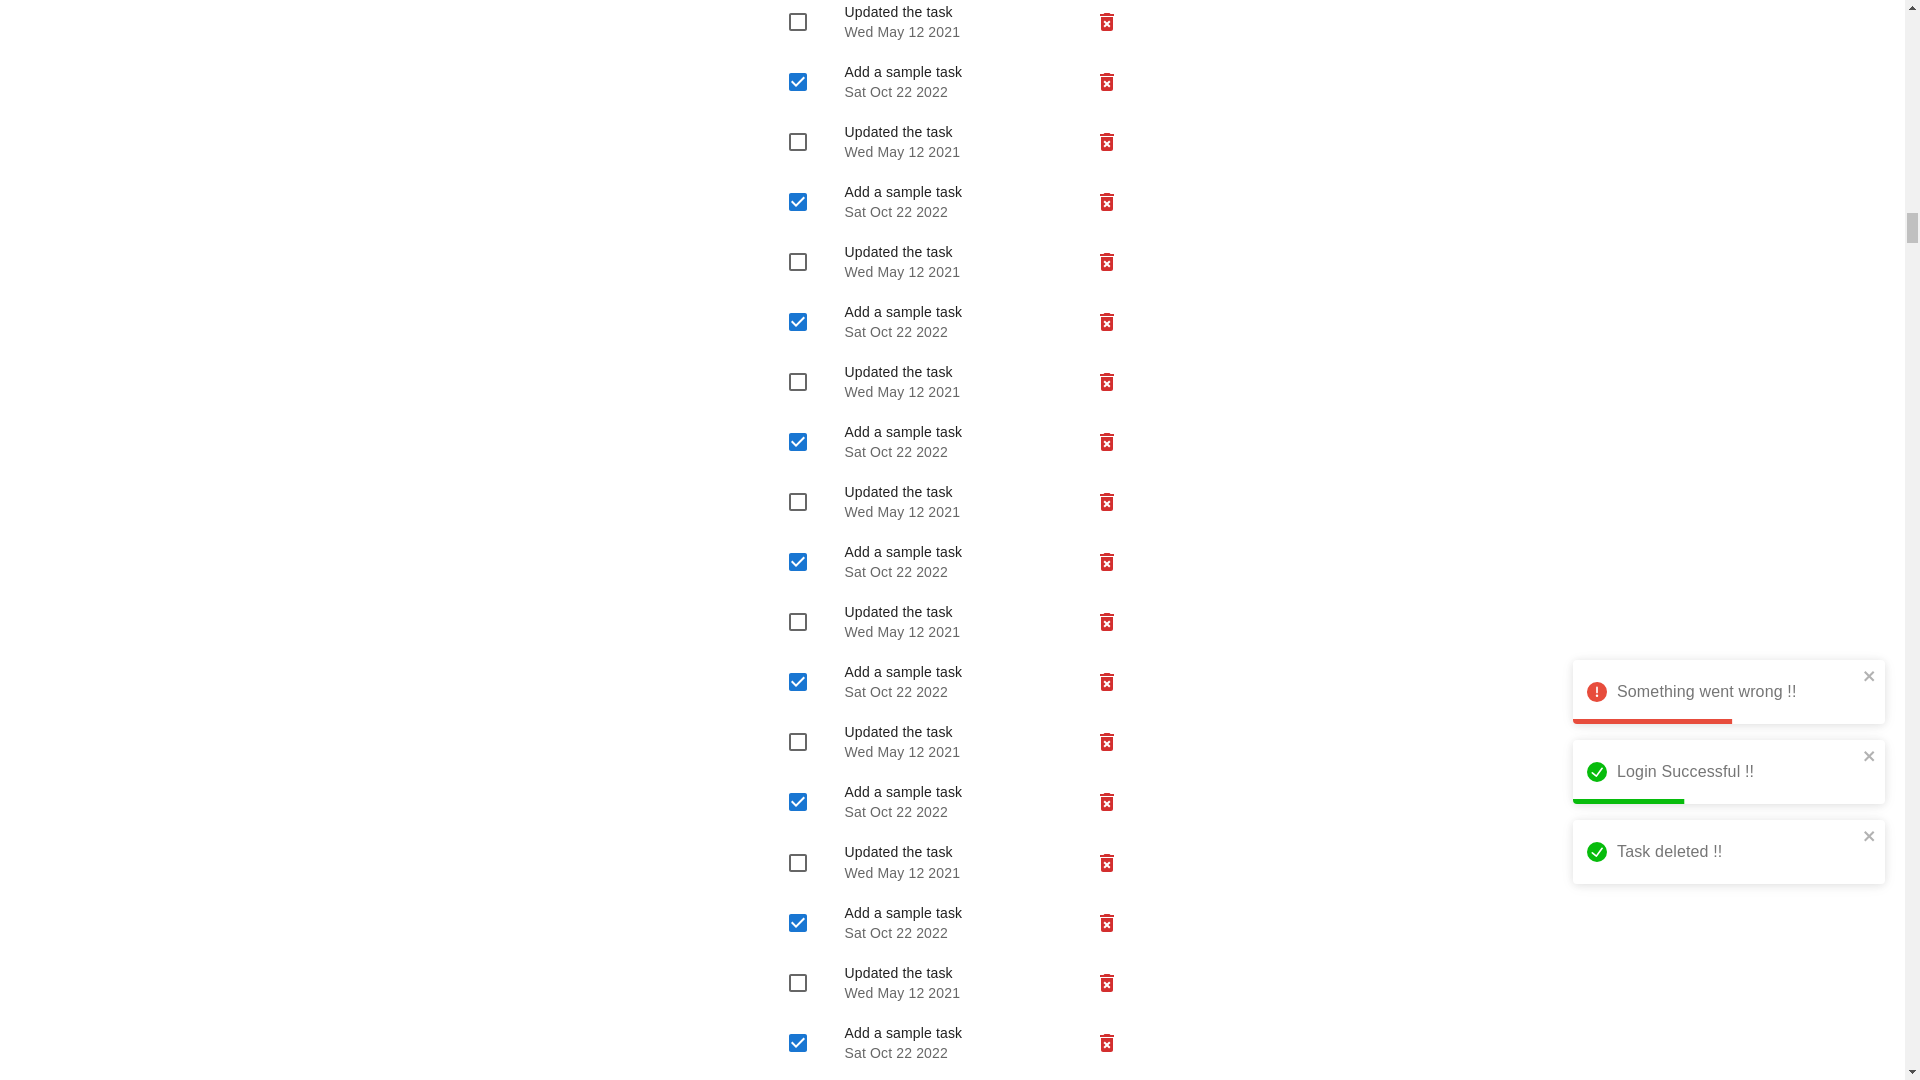 Updated the task
Wed May 12 2021
Add a sample task
Sat Oct 22 2022
Updated the task
Wed May 12 2021
Add a sample task
Sat Oct 22 2022
Updated the task
Wed May 12 2021
Add a sample task
Sat Oct 22 2022
Updated the task
Wed May 12 2021
Add a sample task
Sat Oct 22 2022
Updated the task
Wed May 12 2021
Add a sample task
Sat Oct 22 2022
Updated the task
Wed May 12 2021
Add a sample task
Sat Oct 22 2022
Updated the task
Wed May 12 2021
Add a sample task
Sat Oct 22 2022
Updated the task
Wed May 12 2021
Add a sample task
Sat Oct 22 2022
Updated the task
Wed May 12 2021
Add a sample task
Sat Oct 22 2022
Something went wrong !!
Login Successful !!
Task deleted !!